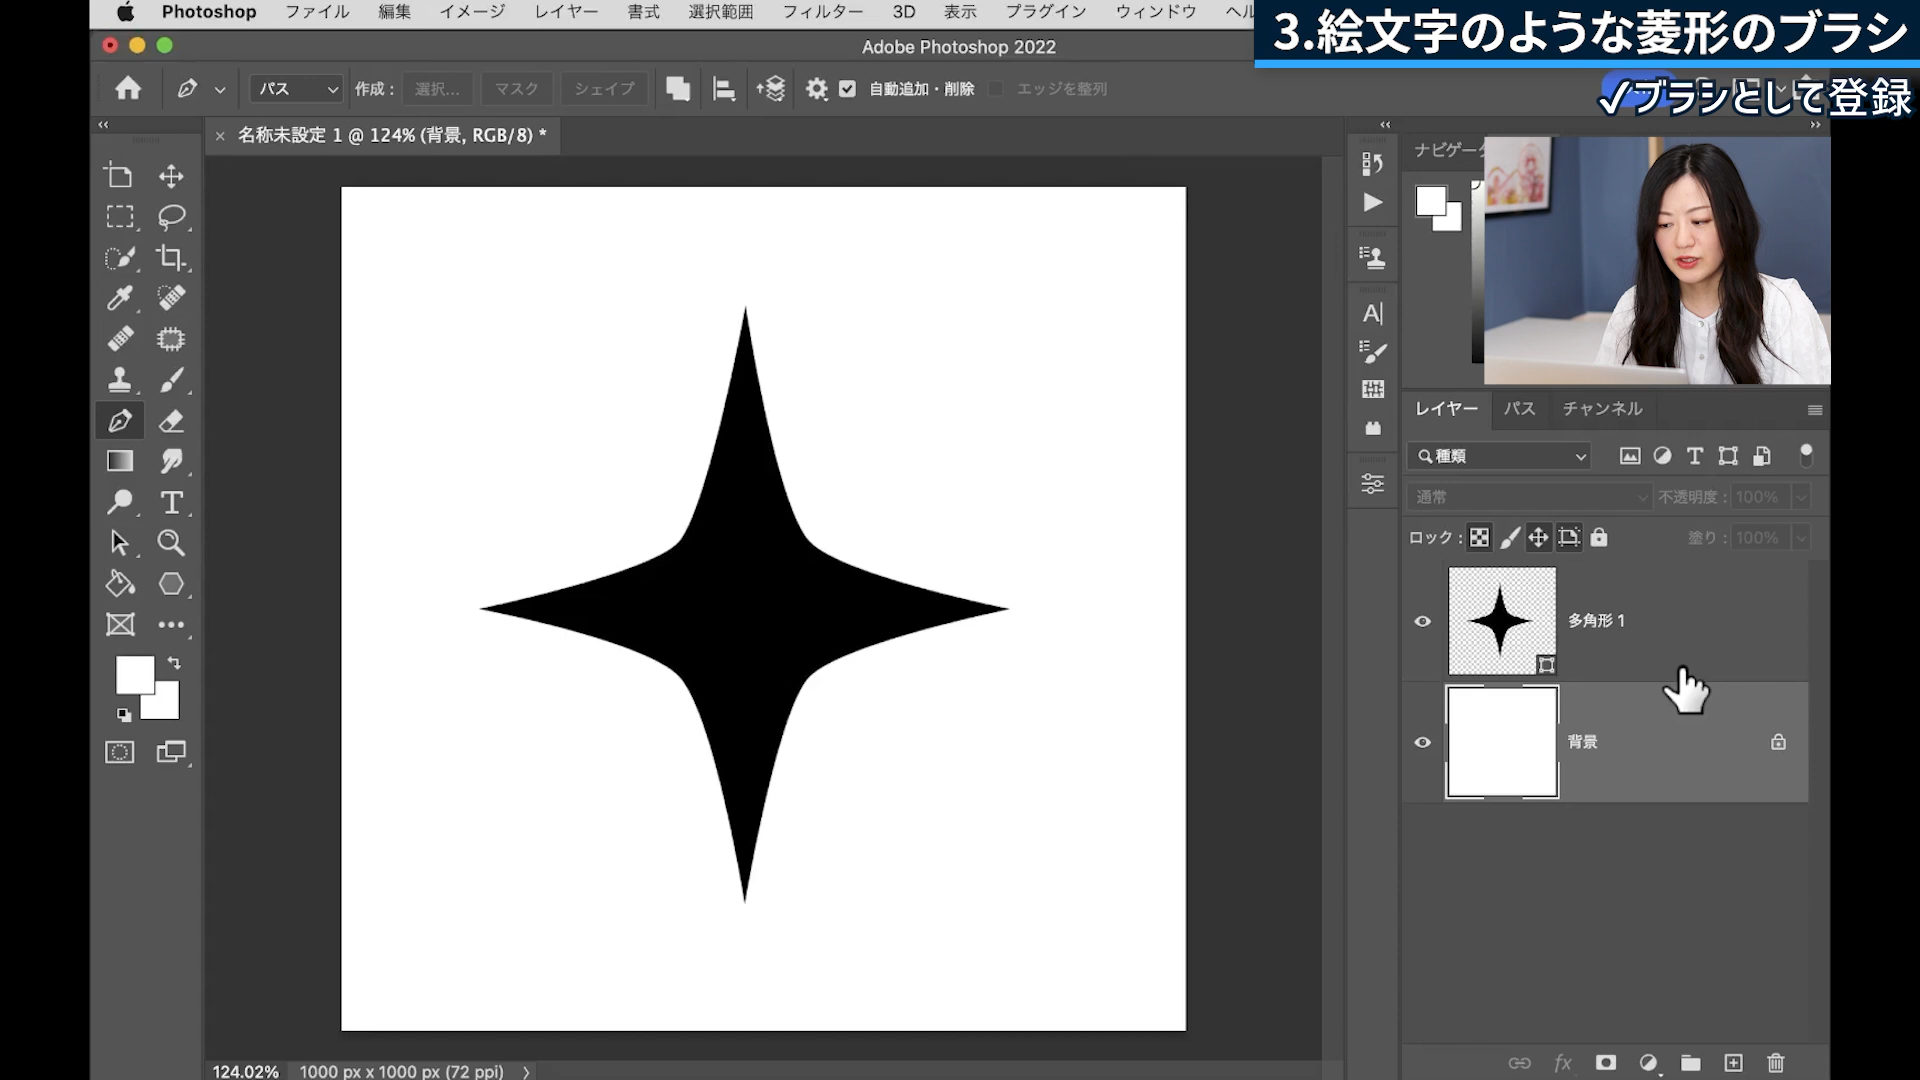 Photoshop ファイル 編集 イメージ レイヤー 書式 選択範囲 フィルター 3D 表示 プラグイン ウィンドウ ヘル
3.絵文字のような菱形のブラシ
Adobe Photoshop 2022
✓ブラシとして登録
パス 作成： 選択... マスク シェイプ 自動追加・削除 エッジを整列
名称未設定 1 @ 124% (背景, RGB/8) *
ナビゲータ
レイヤー パス チャンネル
種類
通常 不透明度： 100%
ロック： 塗り： 100%
多角形 1
背景
fx
124.02% 1000 px x 1000 px (72 ppi)